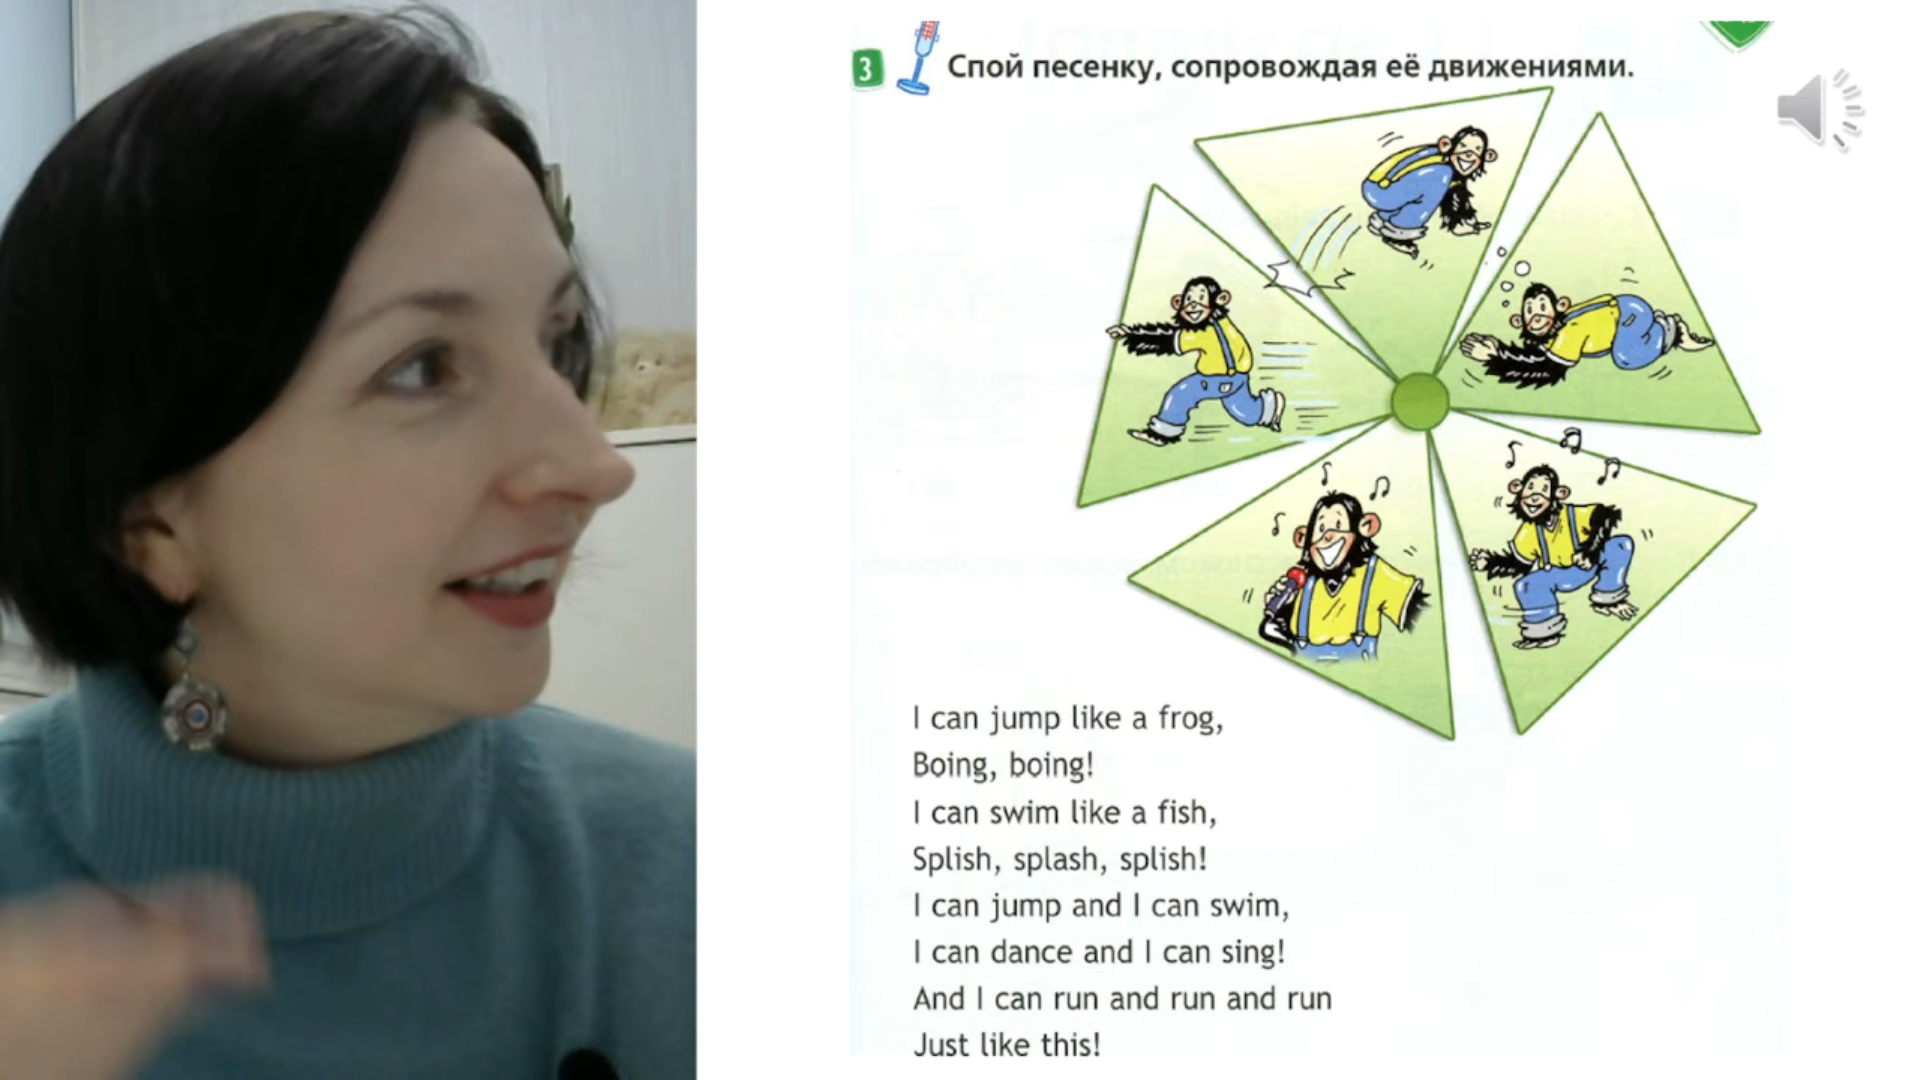 3 Спой песенку, сопровождая её движениями.
I can jump like a frog,
Boing, boing!
I can swim like a fish,
Splish, splash, splish!
I can jump and I can swim,
I can dance and I can sing!
And I can run and run and run
Just like this!